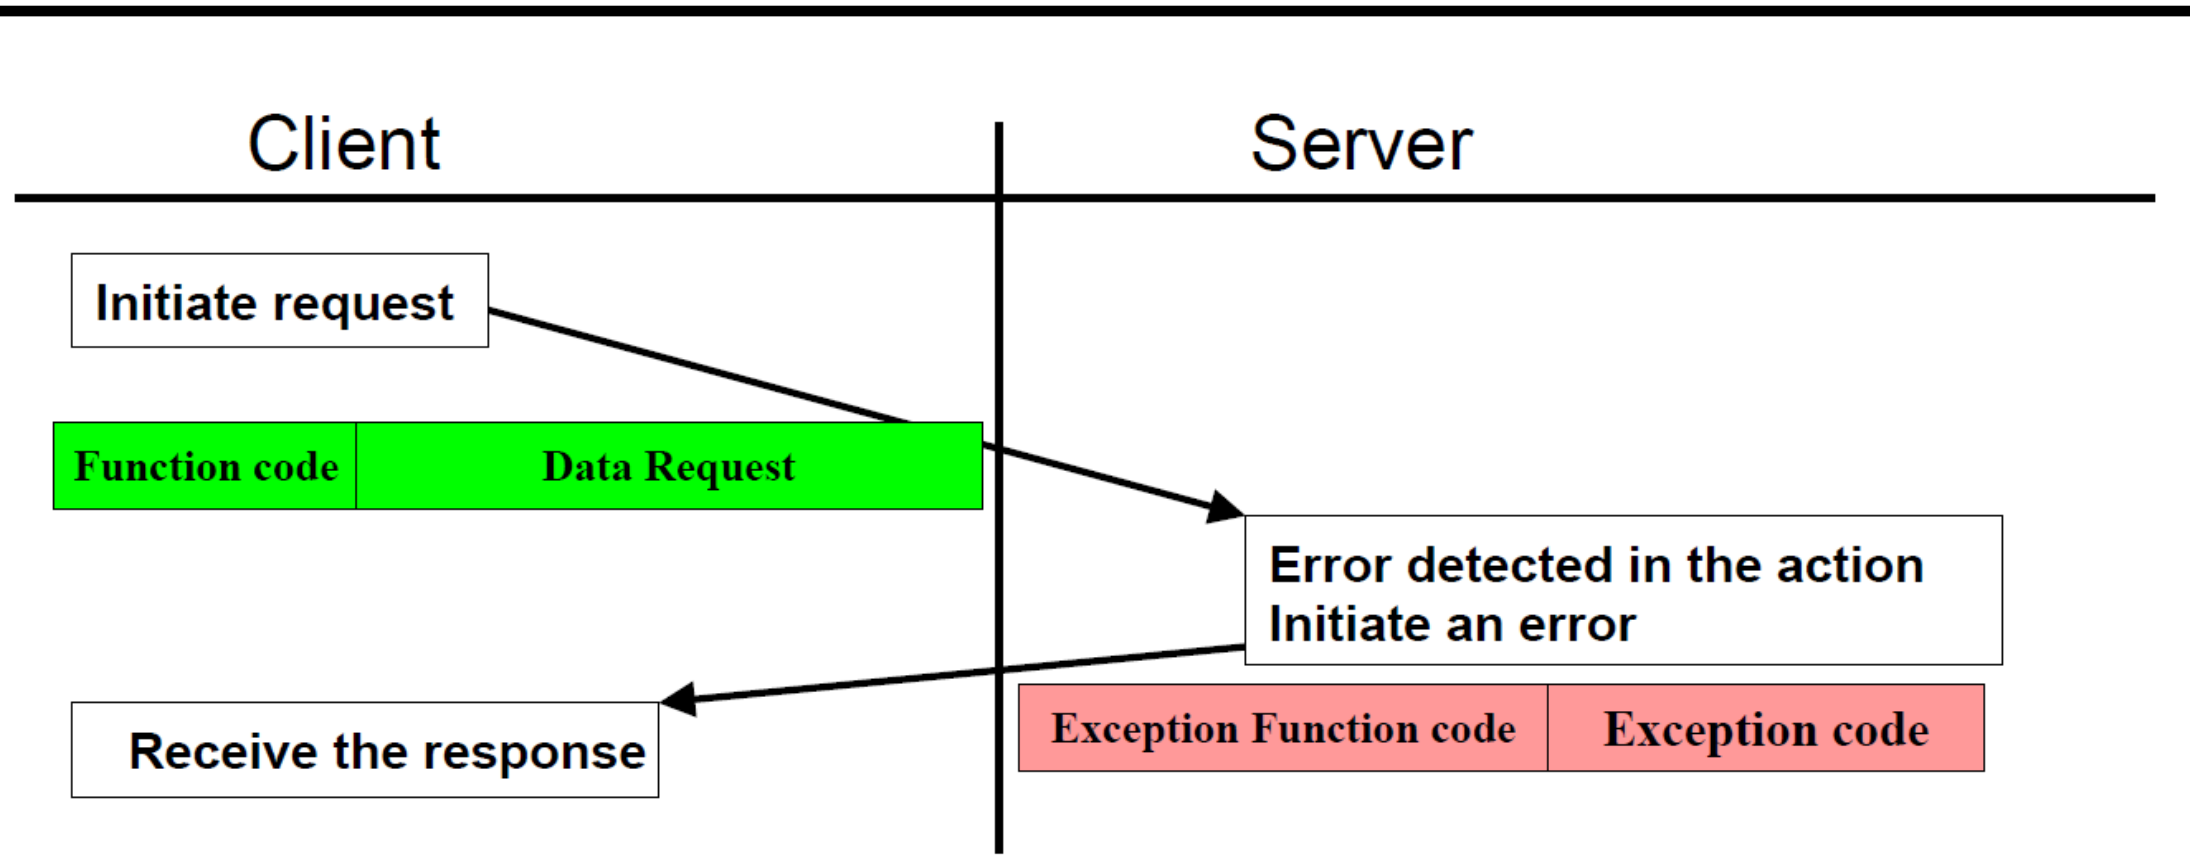 Client
Server
Initiate request
Function code
Data Request
Error detected in the action
Initiate an error
Receive the response
Exception Function code
Exception code